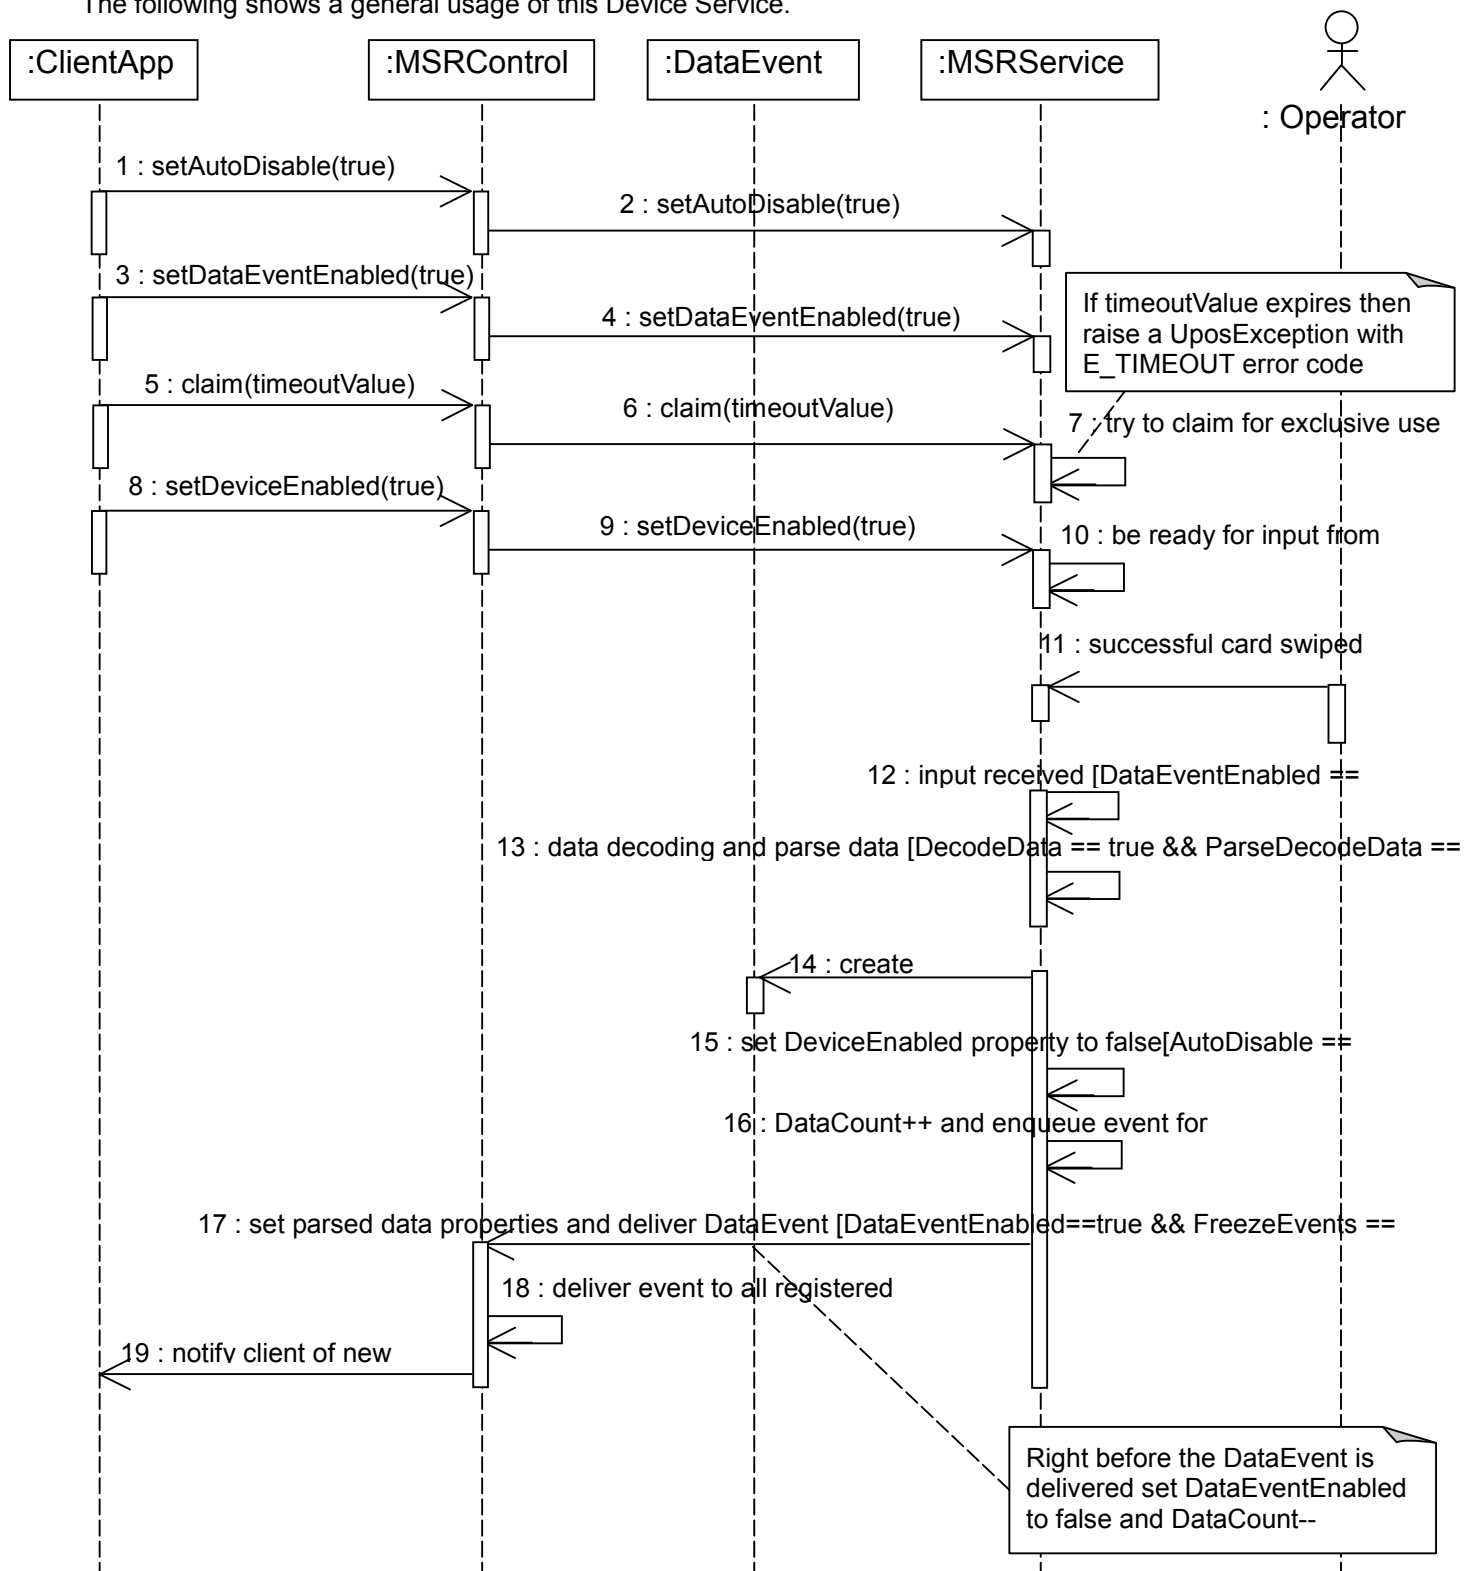 The following shows a general usage of this Device Service.
:ClientApp
:MSRControl
:DataEvent
:MSRService
: Operator
1 : setAutoDisable(true)
2 : setAutoDisable(true)
3 : setDataEventEnabled(true)
4 : setDataEventEnabled(true)
If timeoutValue expires then
raise a UposException with
E_TIMEOUT error code
5 : claim(timeoutValue)
6 : claim(timeoutValue)
7 : try to claim for exclusive use
8 : setDeviceEnabled(true)
9 : setDeviceEnabled(true)
10 : be ready for input from
11 : successful card swiped
12 : input received [DataEventEnabled ==
13 : data decoding and parse data [DecodeData == true && ParseDecodeData ==
14 : create
15 : set DeviceEnabled property to false[AutoDisable ==
16 : DataCount++ and enqueue event for
17 : set parsed data properties and deliver DataEvent [DataEventEnabled==true && FreezeEvents ==
18 : deliver event to all registered
19 : notify client of new
Right before the DataEvent is
delivered set DataEventEnabled
to false and DataCount--